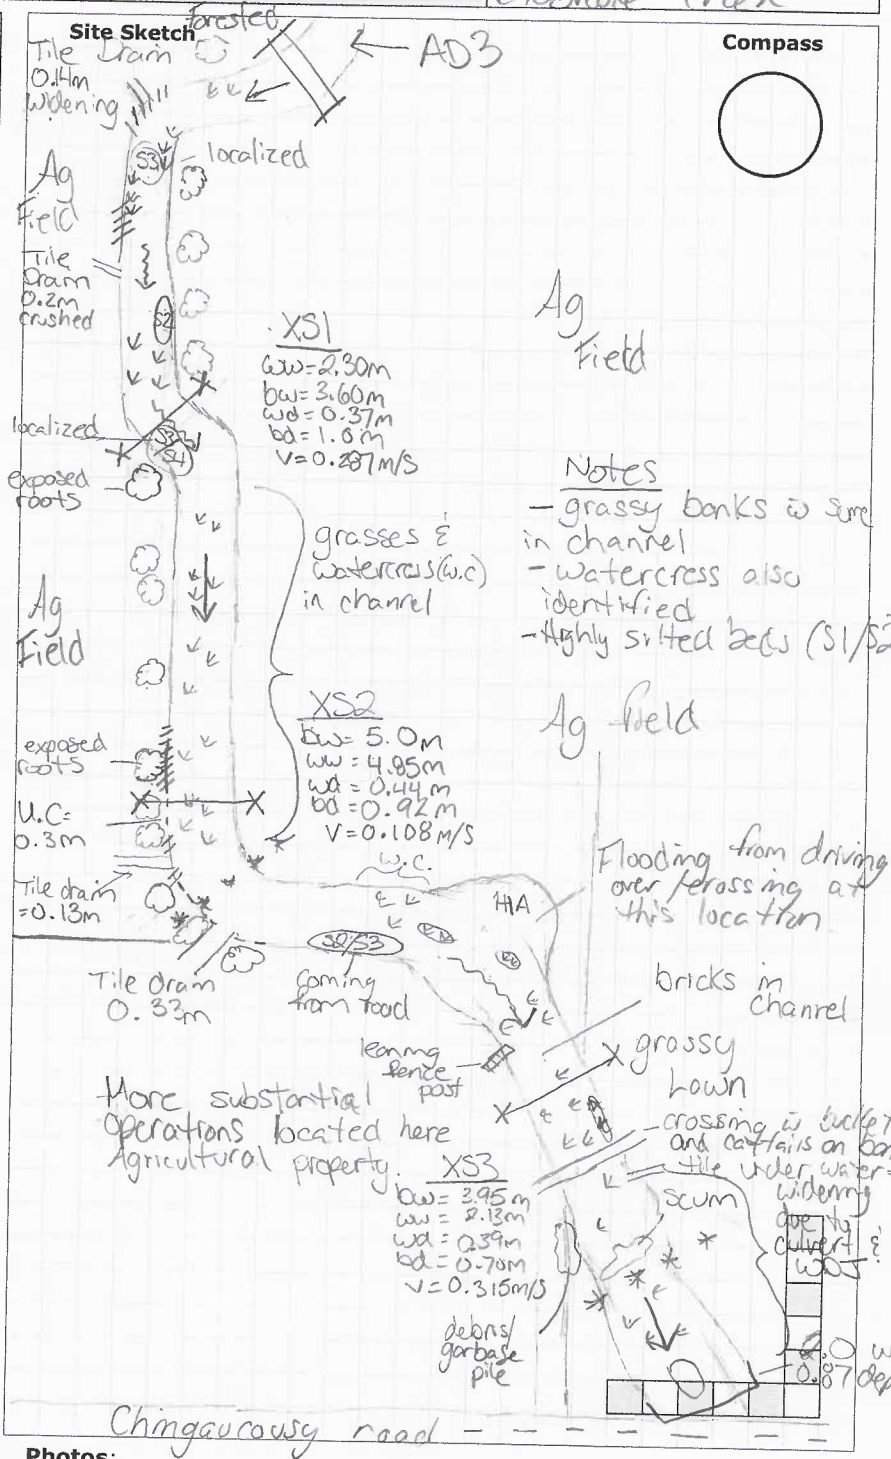 Site Sketch
Forested
Compass
AD3
Tile Drain
0.14m
widening
localized
S3
Ag
Field
Tile
Drain
0.2m
crushed
S2
Ag
Field
XS1
ww=2.30m
bw=3.60m
wd=0.37m
bd=1.0m
V=0.287m/s
localized
S3
S4
exposed
roots
grasses &
watercress(w.c)
in channel
Notes
- grassy banks w̄ some
in channel
- watercress also
identified
- Highly silted beds (S1/S2
Ag
Field
XS2
bw= 5.0m
ww= 4.85m
wd= 0.44m
bd=0.92m
V=0.108m/s
Ag field
exposed
roots
U.C=
0.3m
Tile drain
=0.13m
w.c.
HA
Flooding from driving
over/crossing at
this location
S2/S3
Tile drain
0.33m
coming
from road
bricks in
channel
leaning
fence
post
grassy
Lawn
More substantial
operations located here
Agricultural property.
crossing w̄
and cattails on
tile under water=
widening
due to
culvert &
WDJ
XS3
bw= 3.95m
ww= 2.13m
wd= 0.39m
bd=0.70m
V=0.315m/s
scum
debris/
garbage
pile
0.87
Chingaucousy road
Photos: